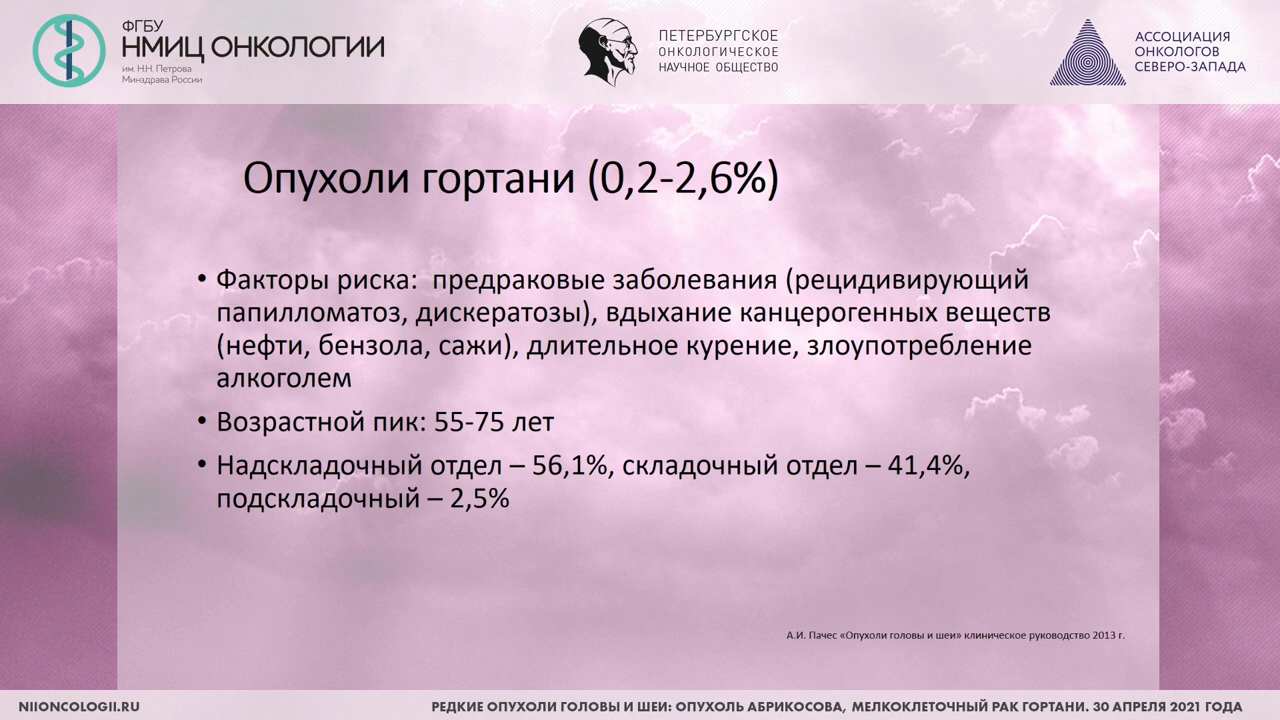 ФГБУ
НМИЦ ОНКОЛОГИИ
им. Н.Н. Петрова
Минздрава России
ПЕТЕРБУРГСКОЕ
ОНКОЛОГИЧЕСКОЕ
НАУЧНОЕ ОБЩЕСТВО
АССОЦИАЦИЯ
ОНКОЛОГОВ
СЕВЕРО-ЗАПАДА
Опухоли гортани (0,2-2,6%)
• Факторы риска: предраковые заболевания (рецидивирующий
папилломатоз, дискератозы), вдыхание канцерогенных веществ
(нефти, бензола, сажи), длительное курение, злоупотребление
алкоголем
• Возрастной пик: 55-75 лет
• Надскладочный отдел – 56,1%, складочный отдел – 41,4%,
подскладочный – 2,5%
А.И. Пачес «Опухоли головы и шеи» клиническое руководство 2013 г.
NIIONCOLOGII.RU
РЕДКИЕ ОПУХОЛИ ГОЛОВЫ И ШЕИ: ОПУХОЛЬ АБРИКОСОВА, МЕЛКОКЛЕТОЧНЫЙ РАК ГОРТАНИ. 30 АПРЕЛЯ 2021 ГОДА